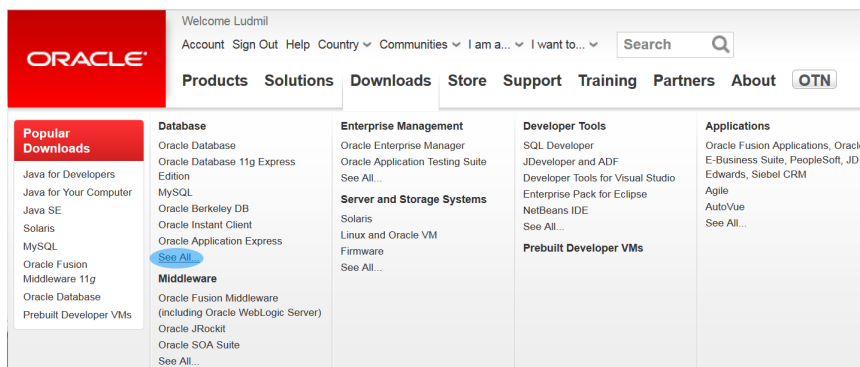 ORACLE
Welcome Ludmil
Account Sign Out Help Country Communities I am a... I want to... Search
Products Solutions Downloads Store Support Training Partners About OTN
Popular
Downloads
Java for Developers
Java for Your Computer
Java SE
Solaris
MySQL
Oracle Fusion
Middleware 11g
Oracle Database
Prebuilt Developer VMs
Database
Oracle Database
Oracle Database 11g Express
Edition
MySQL
Oracle Berkeley DB
Oracle Instant Client
Oracle Application Express
See All...
Middleware
Oracle Fusion Middleware
(including Oracle WebLogic Server)
Oracle JRockit
Oracle SOA Suite
See All...
Enterprise Management
Oracle Enterprise Manager
Oracle Application Testing Suite
See All...
Server and Storage Systems
Solaris
Linux and Oracle VM
Firmware
See All...
Developer Tools
SQL Developer
JDeveloper and ADF
Developer Tools for Visual Studio
Enterprise Pack for Eclipse
NetBeans IDE
See All...
Prebuilt Developer VMs
Applications
Oracle Fusion Applications, Oracle
E-Business Suite, PeopleSoft, JD
Edwards, Siebel CRM
Agile
AutoVue
See All...